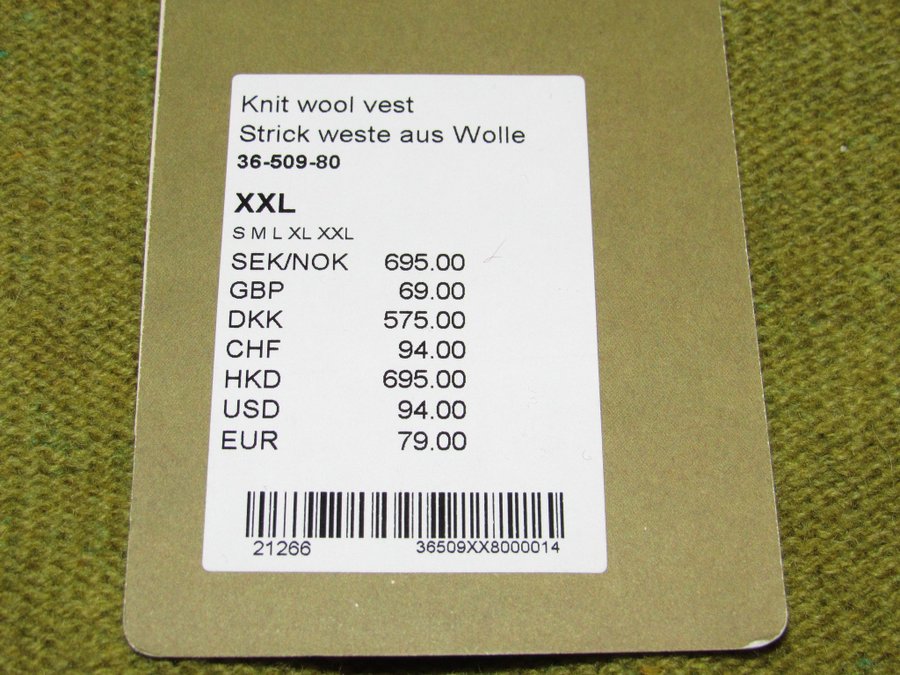 Knit wool vest
Strick weste aus Wolle
36-509-80
XXL
S M L XL XXL
SEK/NOK 695.00
GBP 69.00
DKK 575.00
CHF 94.00
HKD 695.00
USD 94.00
EUR 79.00
21266 36509XX8000014